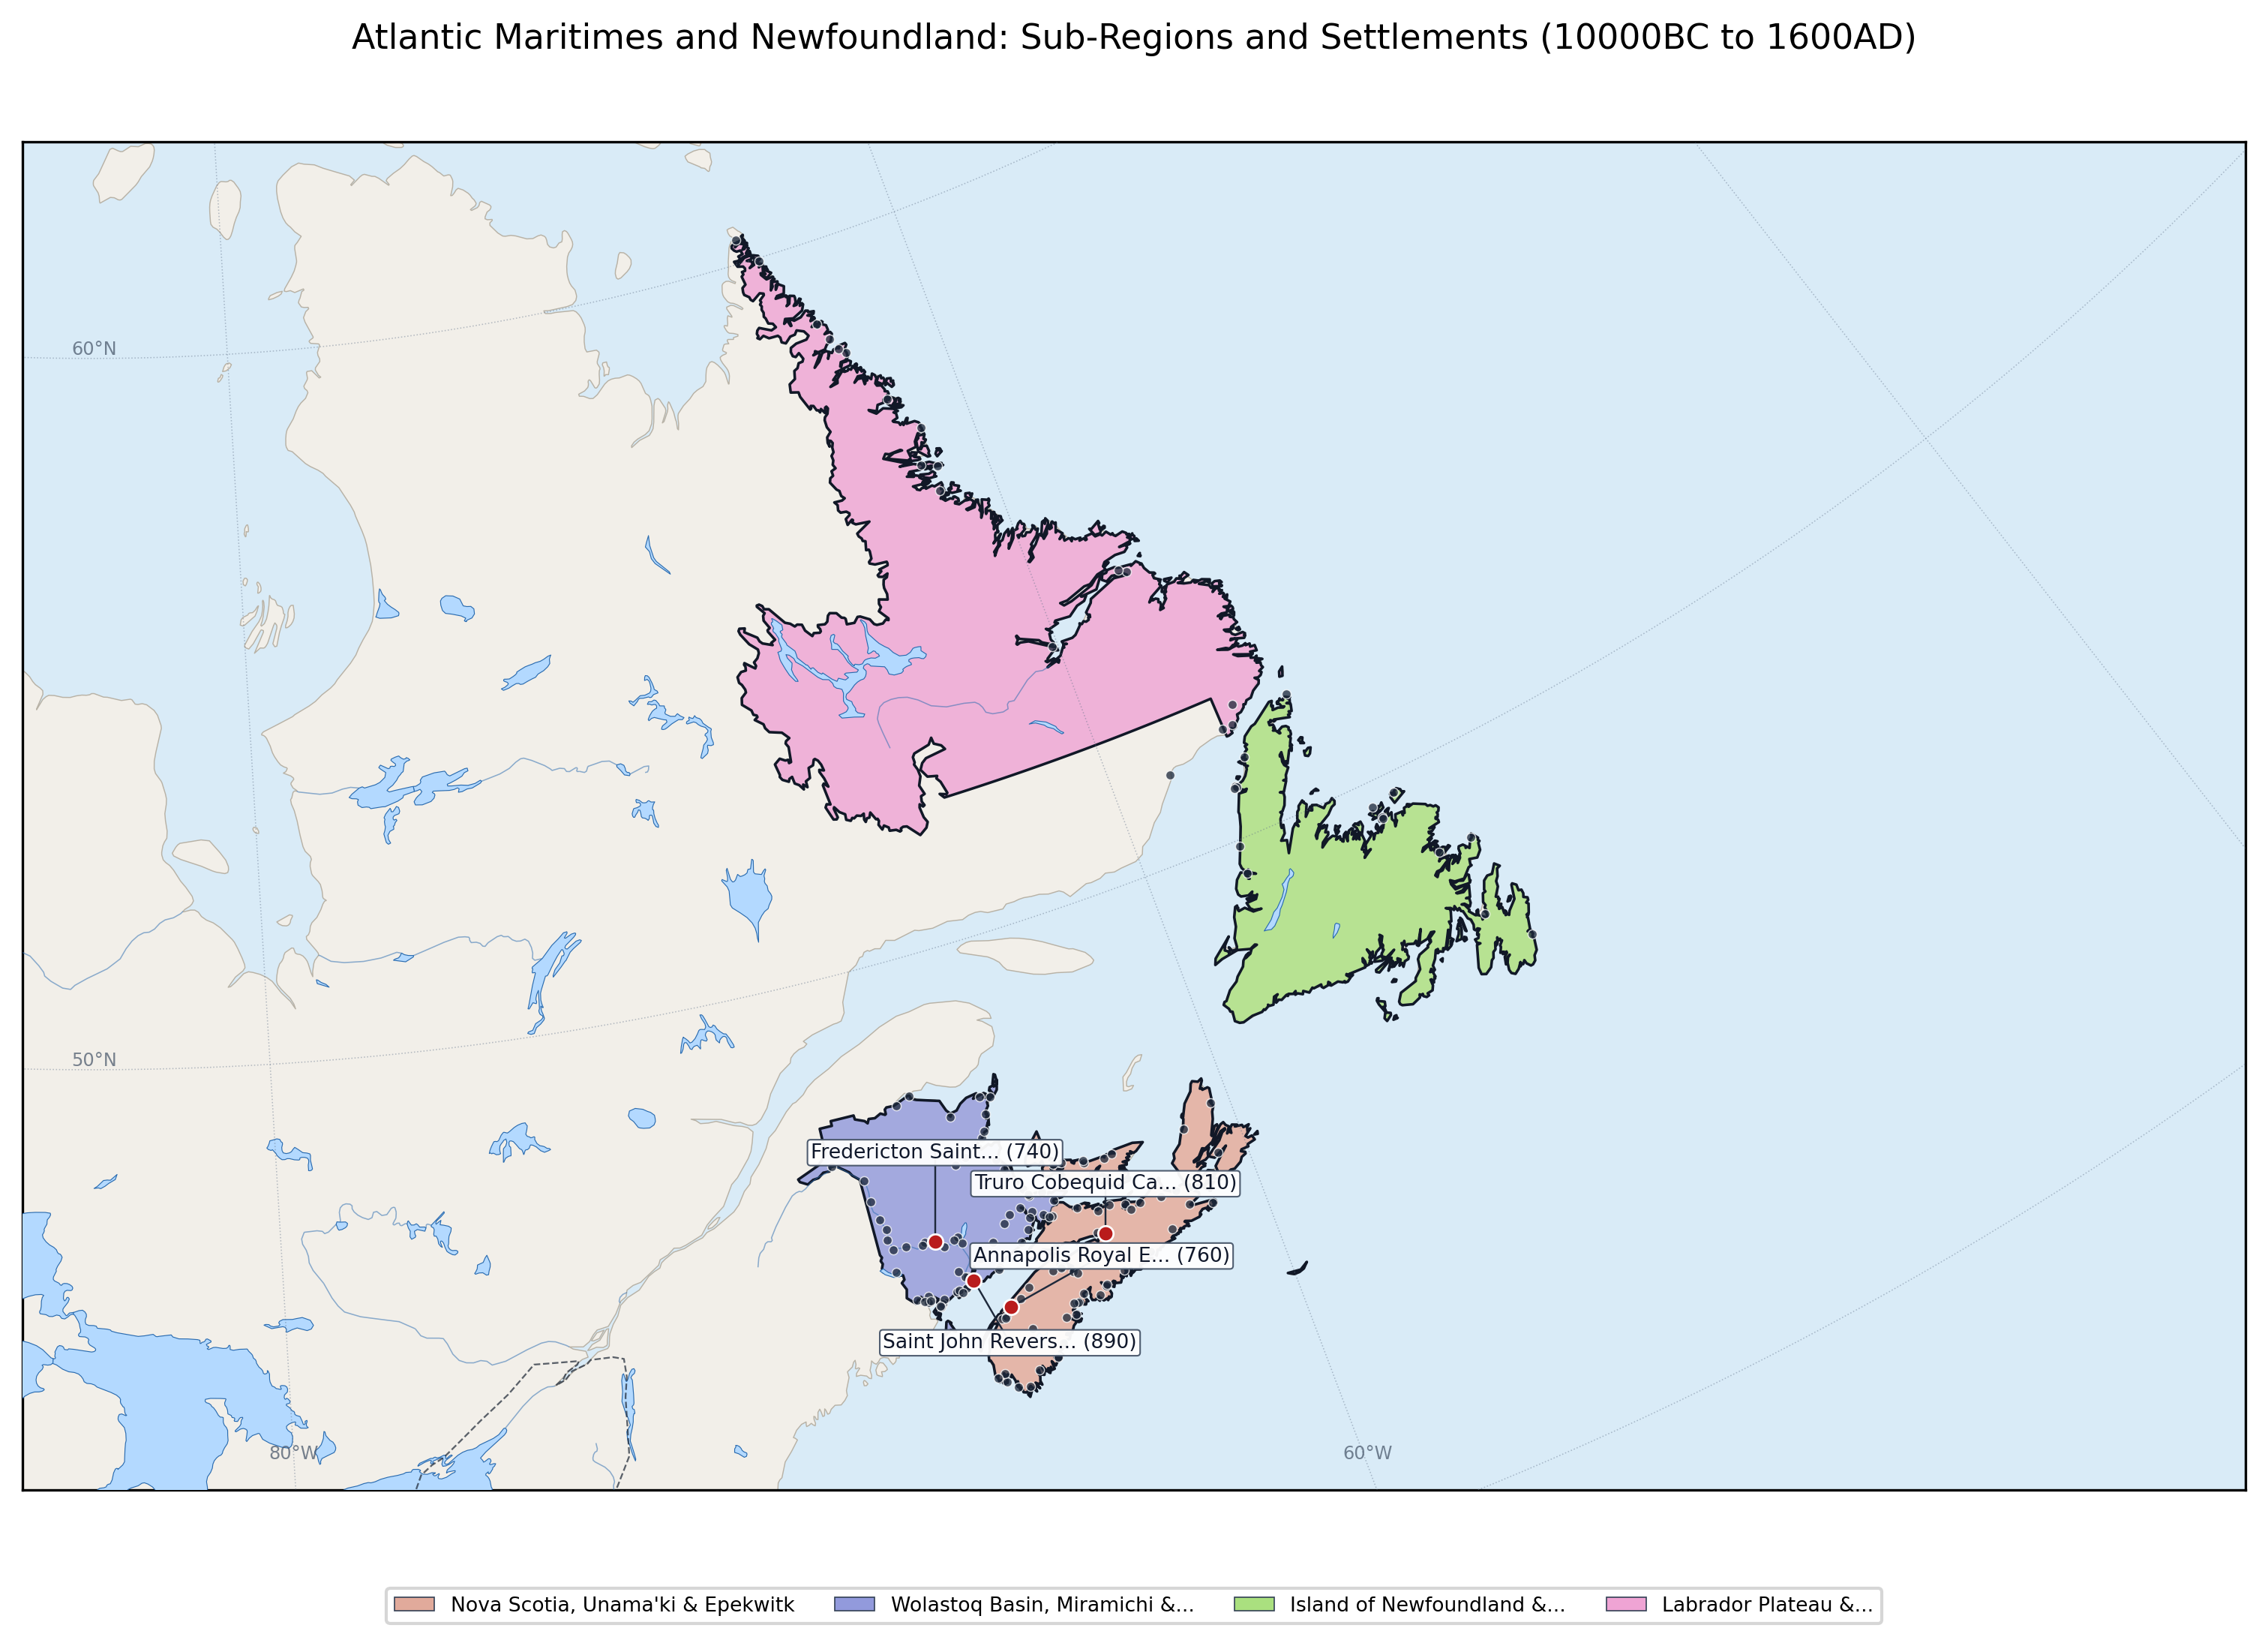 Atlantic Maritimes and Newfoundland: Sub-Regions and Settlements (10000BC to 1600AD)
60°N
50°N
Fredericton Saint... (740)
Truro Cobequid Ca... (810)
Annapolis Royal E... (760)
Saint John Revers... (890)
80°W
60°W
Nova Scotia, Unama'ki & Epekwitk
Wolastoq Basin, Miramichi &...
Island of Newfoundland &...
Labrador Plateau &...